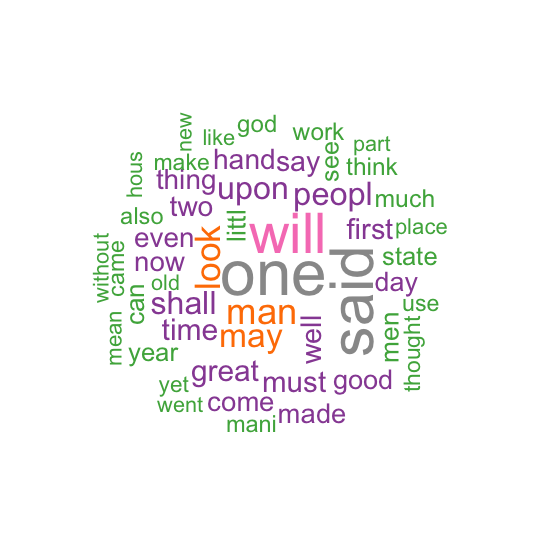 new
like
god
work
part
hous
make
hand
say
see
think
thing
upon
peopl
much
also
two
littl
will
first
place
without
came
even
look
one
said
state
now
old
day
can
shall
man
use
mean
year
time
may
well
men
thought
yet
great
must
good
went
come
made
mani